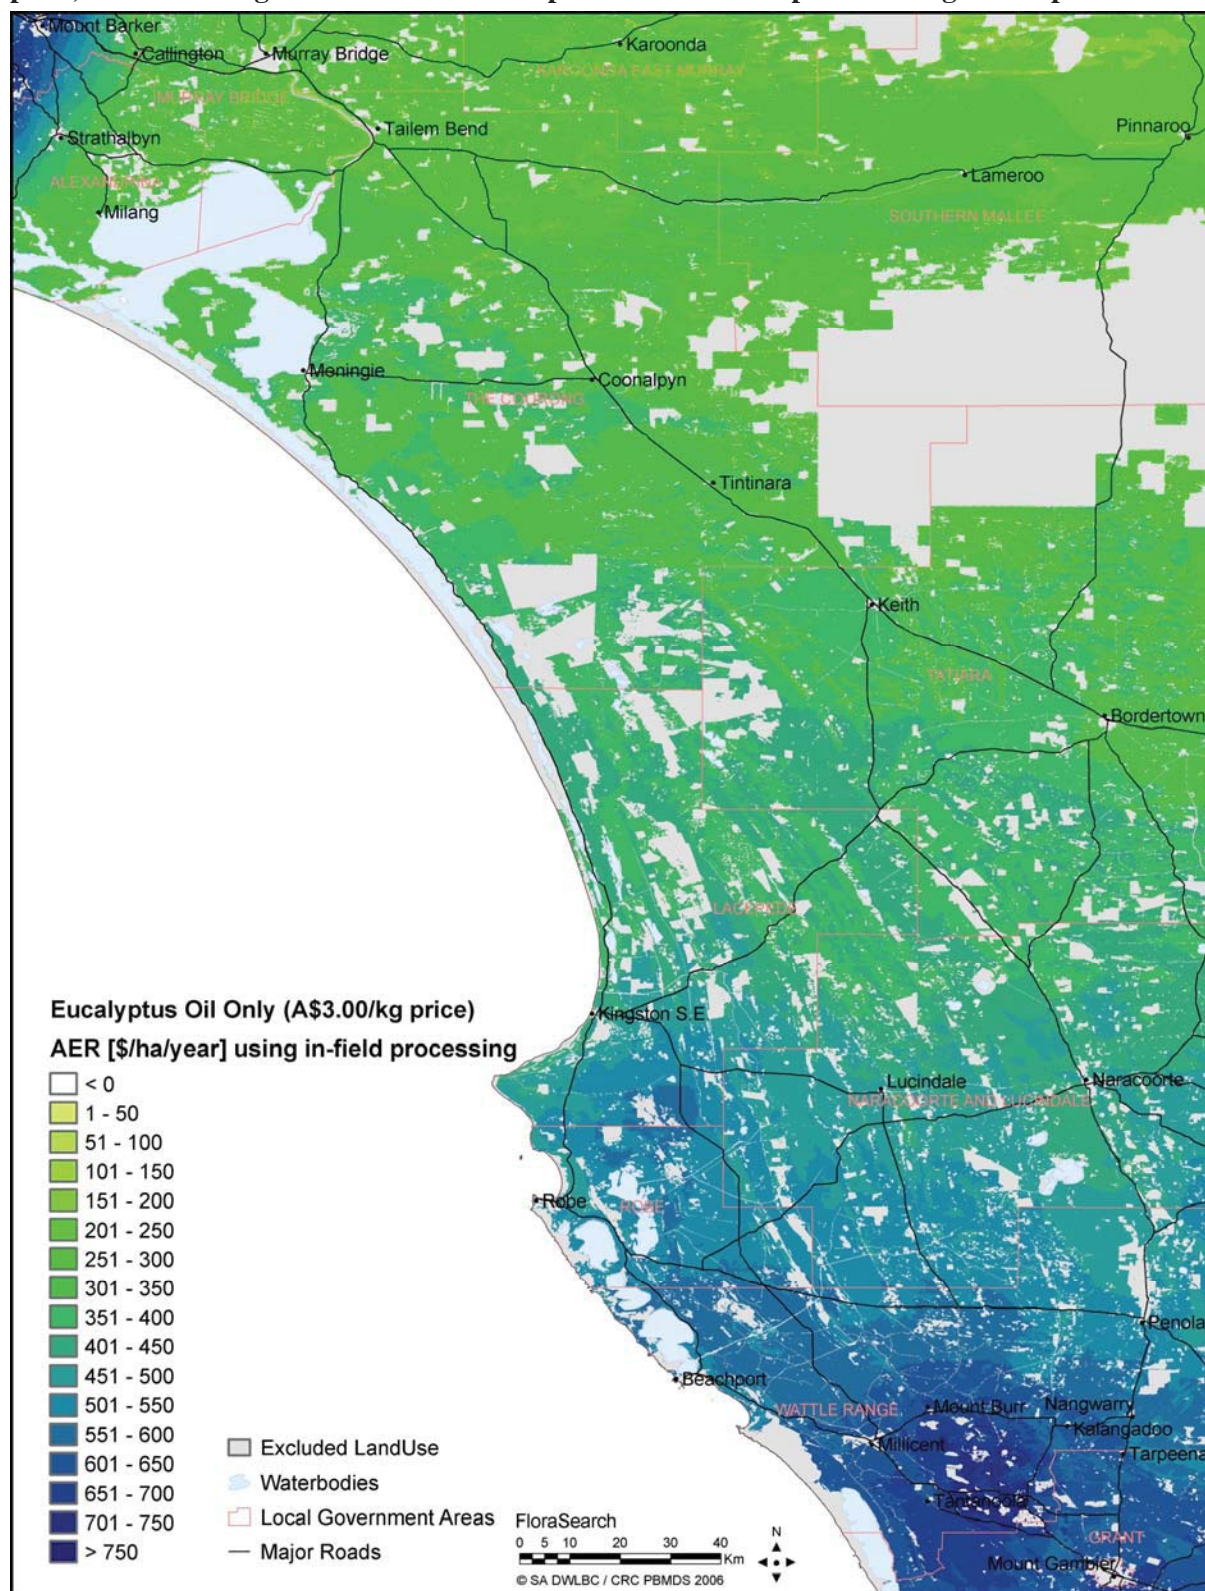 Mount Barker
Callington
Murray Bridge
Karoonda
KAROONDA EAST MURRAY
MURRAY BRIDGE
Strathalbyn
Tailem Bend
Pinnaroo
ALEXANDRINA
Lameroo
Milang
SOUTHERN MALLEE
Meningie
Coonalpyn
THE COORONG
Tintinara
Keith
TATIARA
Bordertown
LACEPEDE
Eucalyptus Oil Only (A$3.00/kg price)
Kingston S.E
AER [$/ha/year] using in-field processing
Lucindale
Naracoorte
NARACOORTE AND LUCINDALE
< 0
1 - 50
51 - 100
101 - 150
151 - 200
Robe
ROBE
201 - 250
251 - 300
301 - 350
351 - 400
Penola
401 - 450
451 - 500
Beachport
501 - 550
WATTLE RANGE
Mount Burr
Nangwarry
Kalangadoo
551 - 600
Excluded LandUse
Millicent
Tarpeena
601 - 650
Waterbodies
651 - 700
Tantanoola
701 - 750
Local Government Areas
FloraSearch
N
GRANT
> 750
Major Roads
0 5 10 20 30 40
Km
Mount Gambier
© SA DWLBC / CRC PBMDS 2006